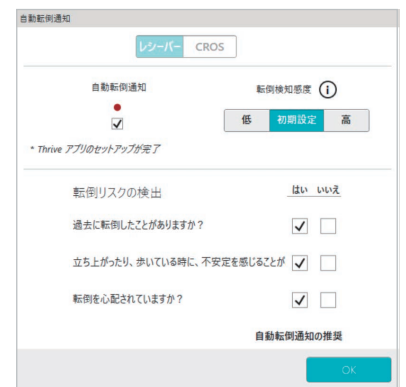 自動転倒通知
レシーバー CROS
自動転倒通知 転倒検知感度 i
低 初期設定 高
* Thrive アプリのセットアップが完了
転倒リスクの検出 はい いいえ
過去に転倒したことがありますか？
立ち上がったり、歩いている時に、不安定を感じることが
転倒を心配されていますか？
自動転倒通知の推奨
OK